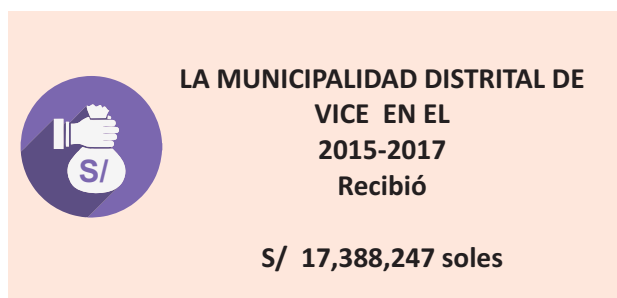 LA MUNICIPALIDAD DISTRITAL DE
VICE EN EL
2015-2017
Recibió
S/ 17,388,247 soles
S/